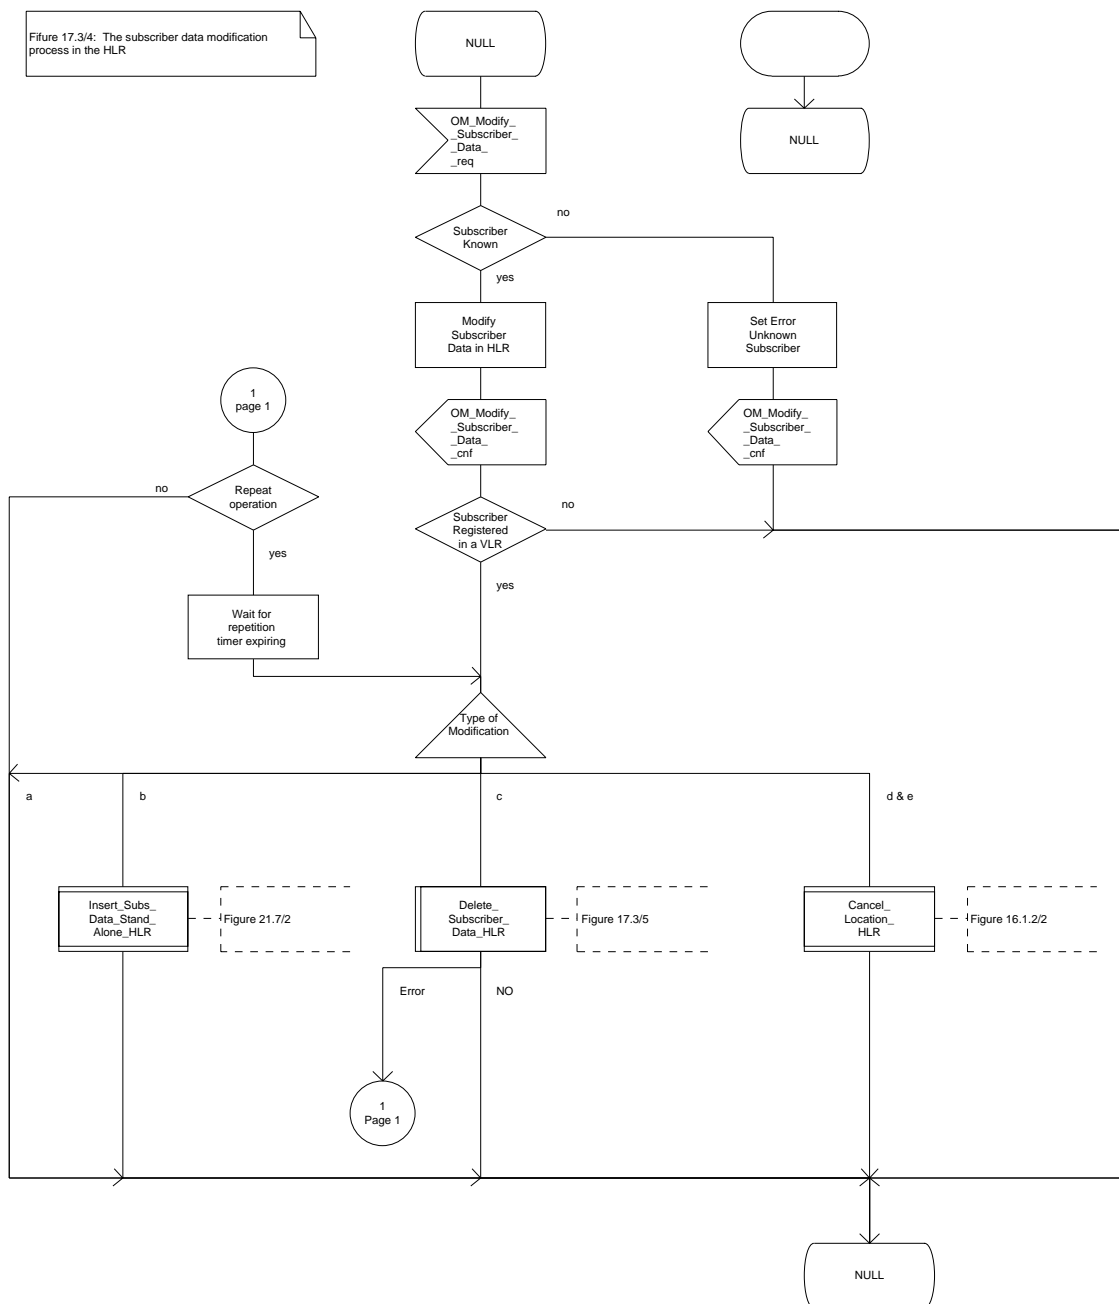 Fifure 17.3/4:  The subscriber data modification
process in the HLR
NULL
NULL
OM_Modify_
_Subscriber_
_Data_
_req
Subscriber
Known
no
yes
Modify
Subscriber
Data in HLR
Set Error
Unknown
Subscriber
1
page 1
OM_Modify_
_Subscriber_
_Data_
_cnf
OM_Modify_
_Subscriber_
_Data_
_cnf
no
Repeat
operation
yes
Subscriber
Registered
in a VLR
no
yes
Wait for
repetition
timer expiring
Type of
Modification
a
b
c
d & e
Insert_Subs_
Data_Stand_
Alone_HLR
Figure 21.7/2
Delete_
Subscriber_
Data_HLR
Figure 17.3/5
Cancel_
Location_
HLR
Figure 16.1.2/2
Error
NO
1
Page 1
NULL